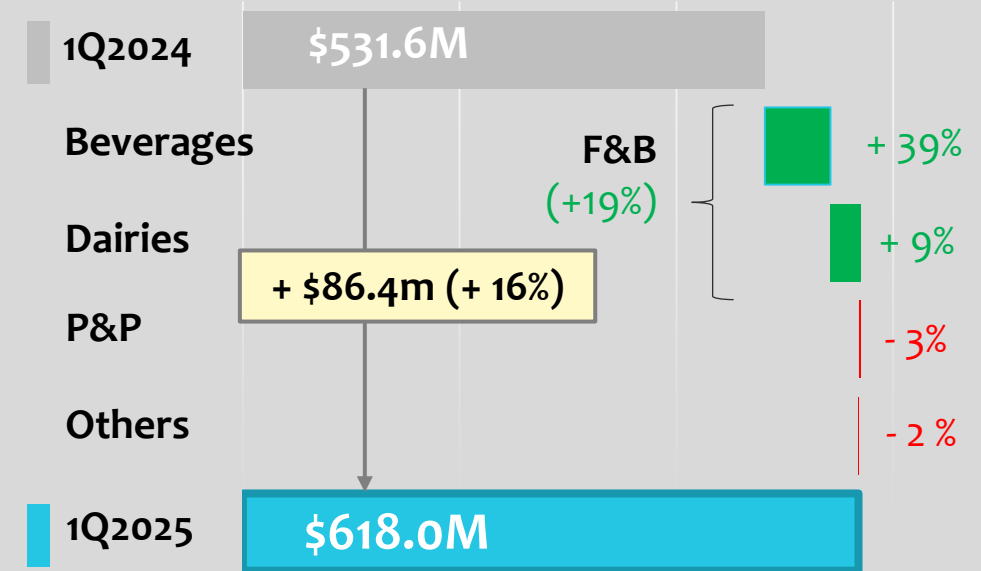 1Q2024
$531.6M
Beverages
F&B
(+19%)
+ 39%
Dairies
+ 9%
+ $86.4m (+ 16%)
P&P
- 3%
Others
- 2 %
1Q2025
$618.0M